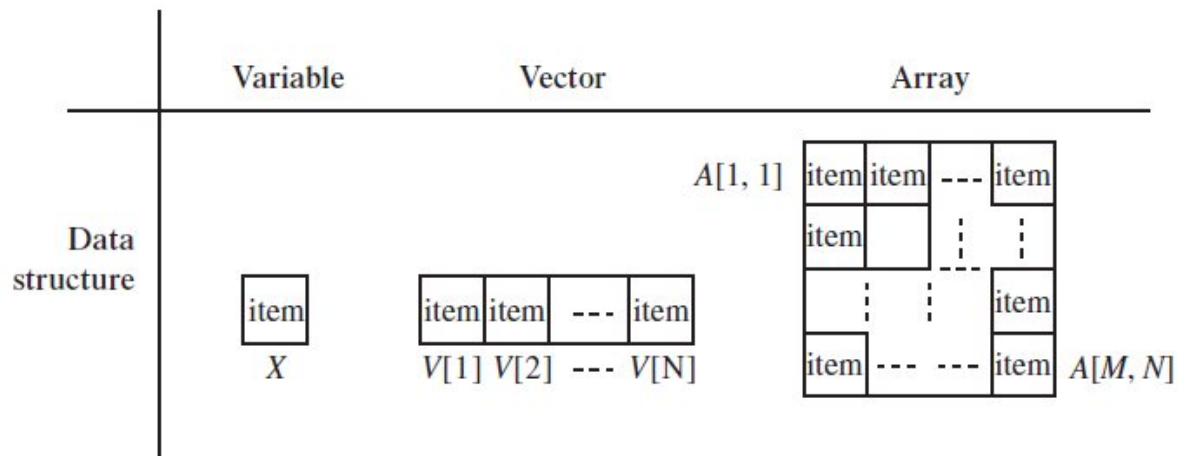 Variable Vector Array
A[1, 1] item item --- item
item
Data
structure
item
item item --- item
item
X
V[1] V[2] --- V[N]
item --- --- item A[M, N]